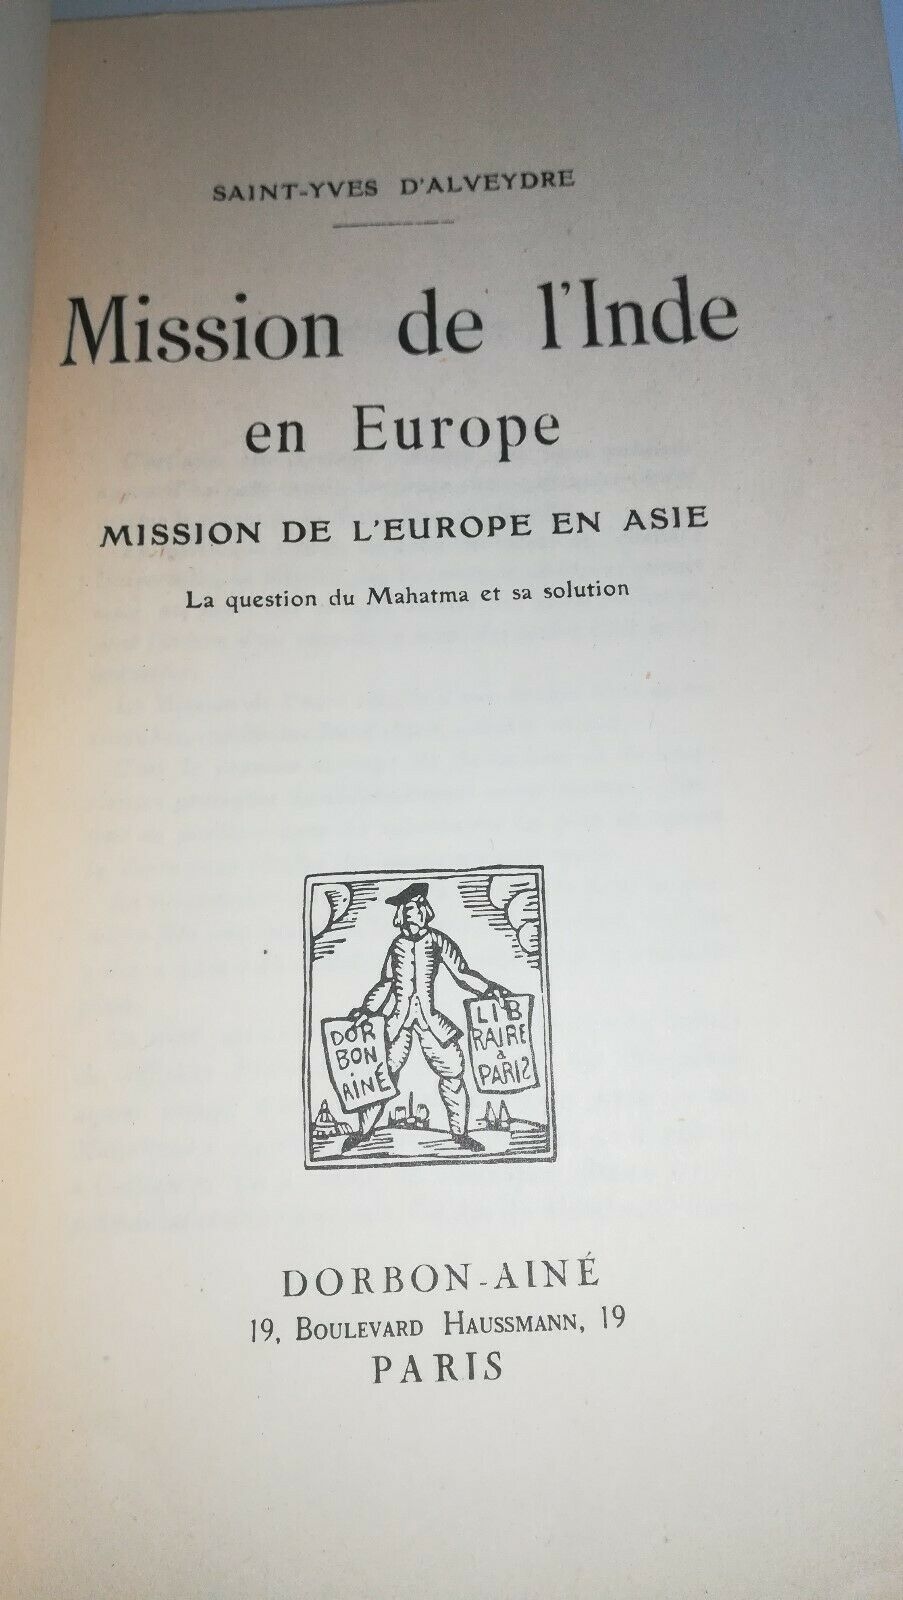 SAINT-YVES D'ALVEYDRE
Mission de l'Inde
en Europe
MISSION DE L'EUROPE EN ASIE
La question du Mahatma et sa solution
DOR
BON
AINÉ
LIB
RAIRE
à
PARIS
DORBON-AINÉ
19, BOULEVARD HAUSSMANN, 19
PARIS